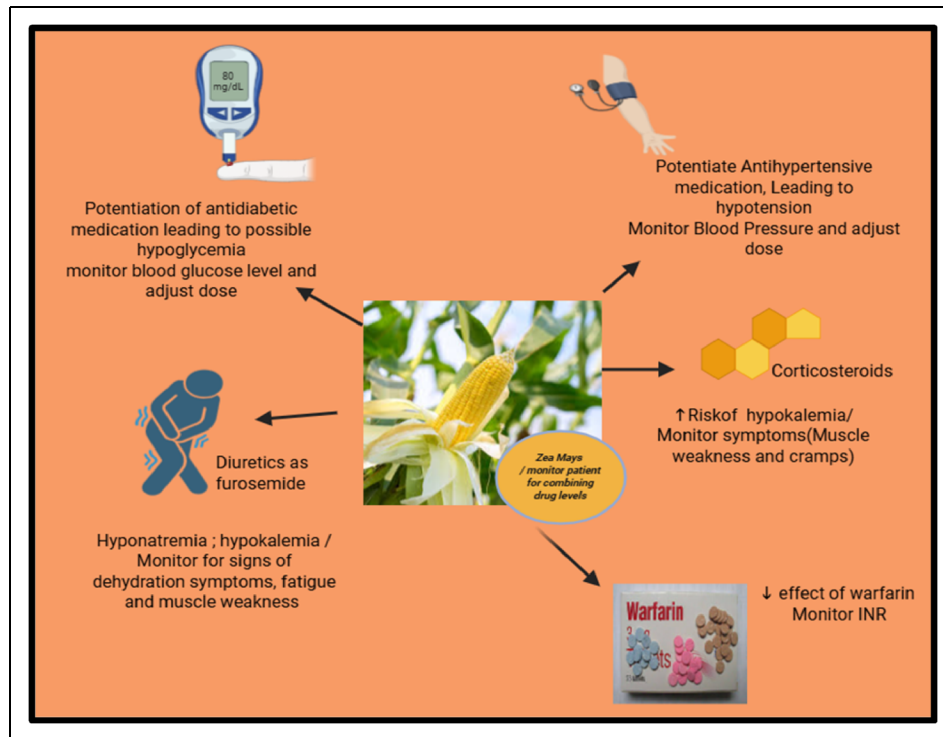 80
mg/dL
Potentiation of antidiabetic
medication leading to possible
hypoglycemia
monitor blood glucose level and
adjust dose
Potentiate Antihypertensive
medication, Leading to
hypotension
Monitor Blood Pressure and adjust
dose
Corticosteroids
↑Riskof hypokalemia/
Monitor symptoms(Muscle
weakness and cramps)
Diuretics as
furosemide
Hyponatremia ; hypokalemia /
Monitor for signs of
dehydration symptoms, fatigue
and muscle weakness
Zea Mays
/ monitor patient
for combining
drug levels
↓ effect of warfarin
Monitor INR
Warfarin